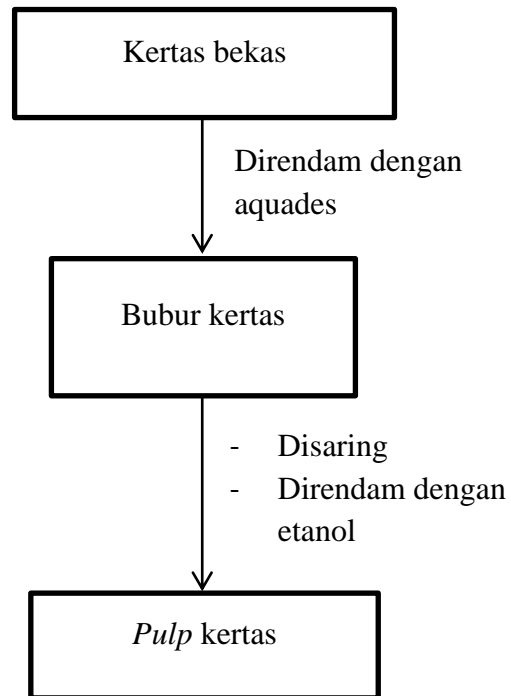 Kertas bekas
Direndam dengan
aquades
Bubur kertas
- Disaring
- Direndam dengan
etanol
Pulp kertas